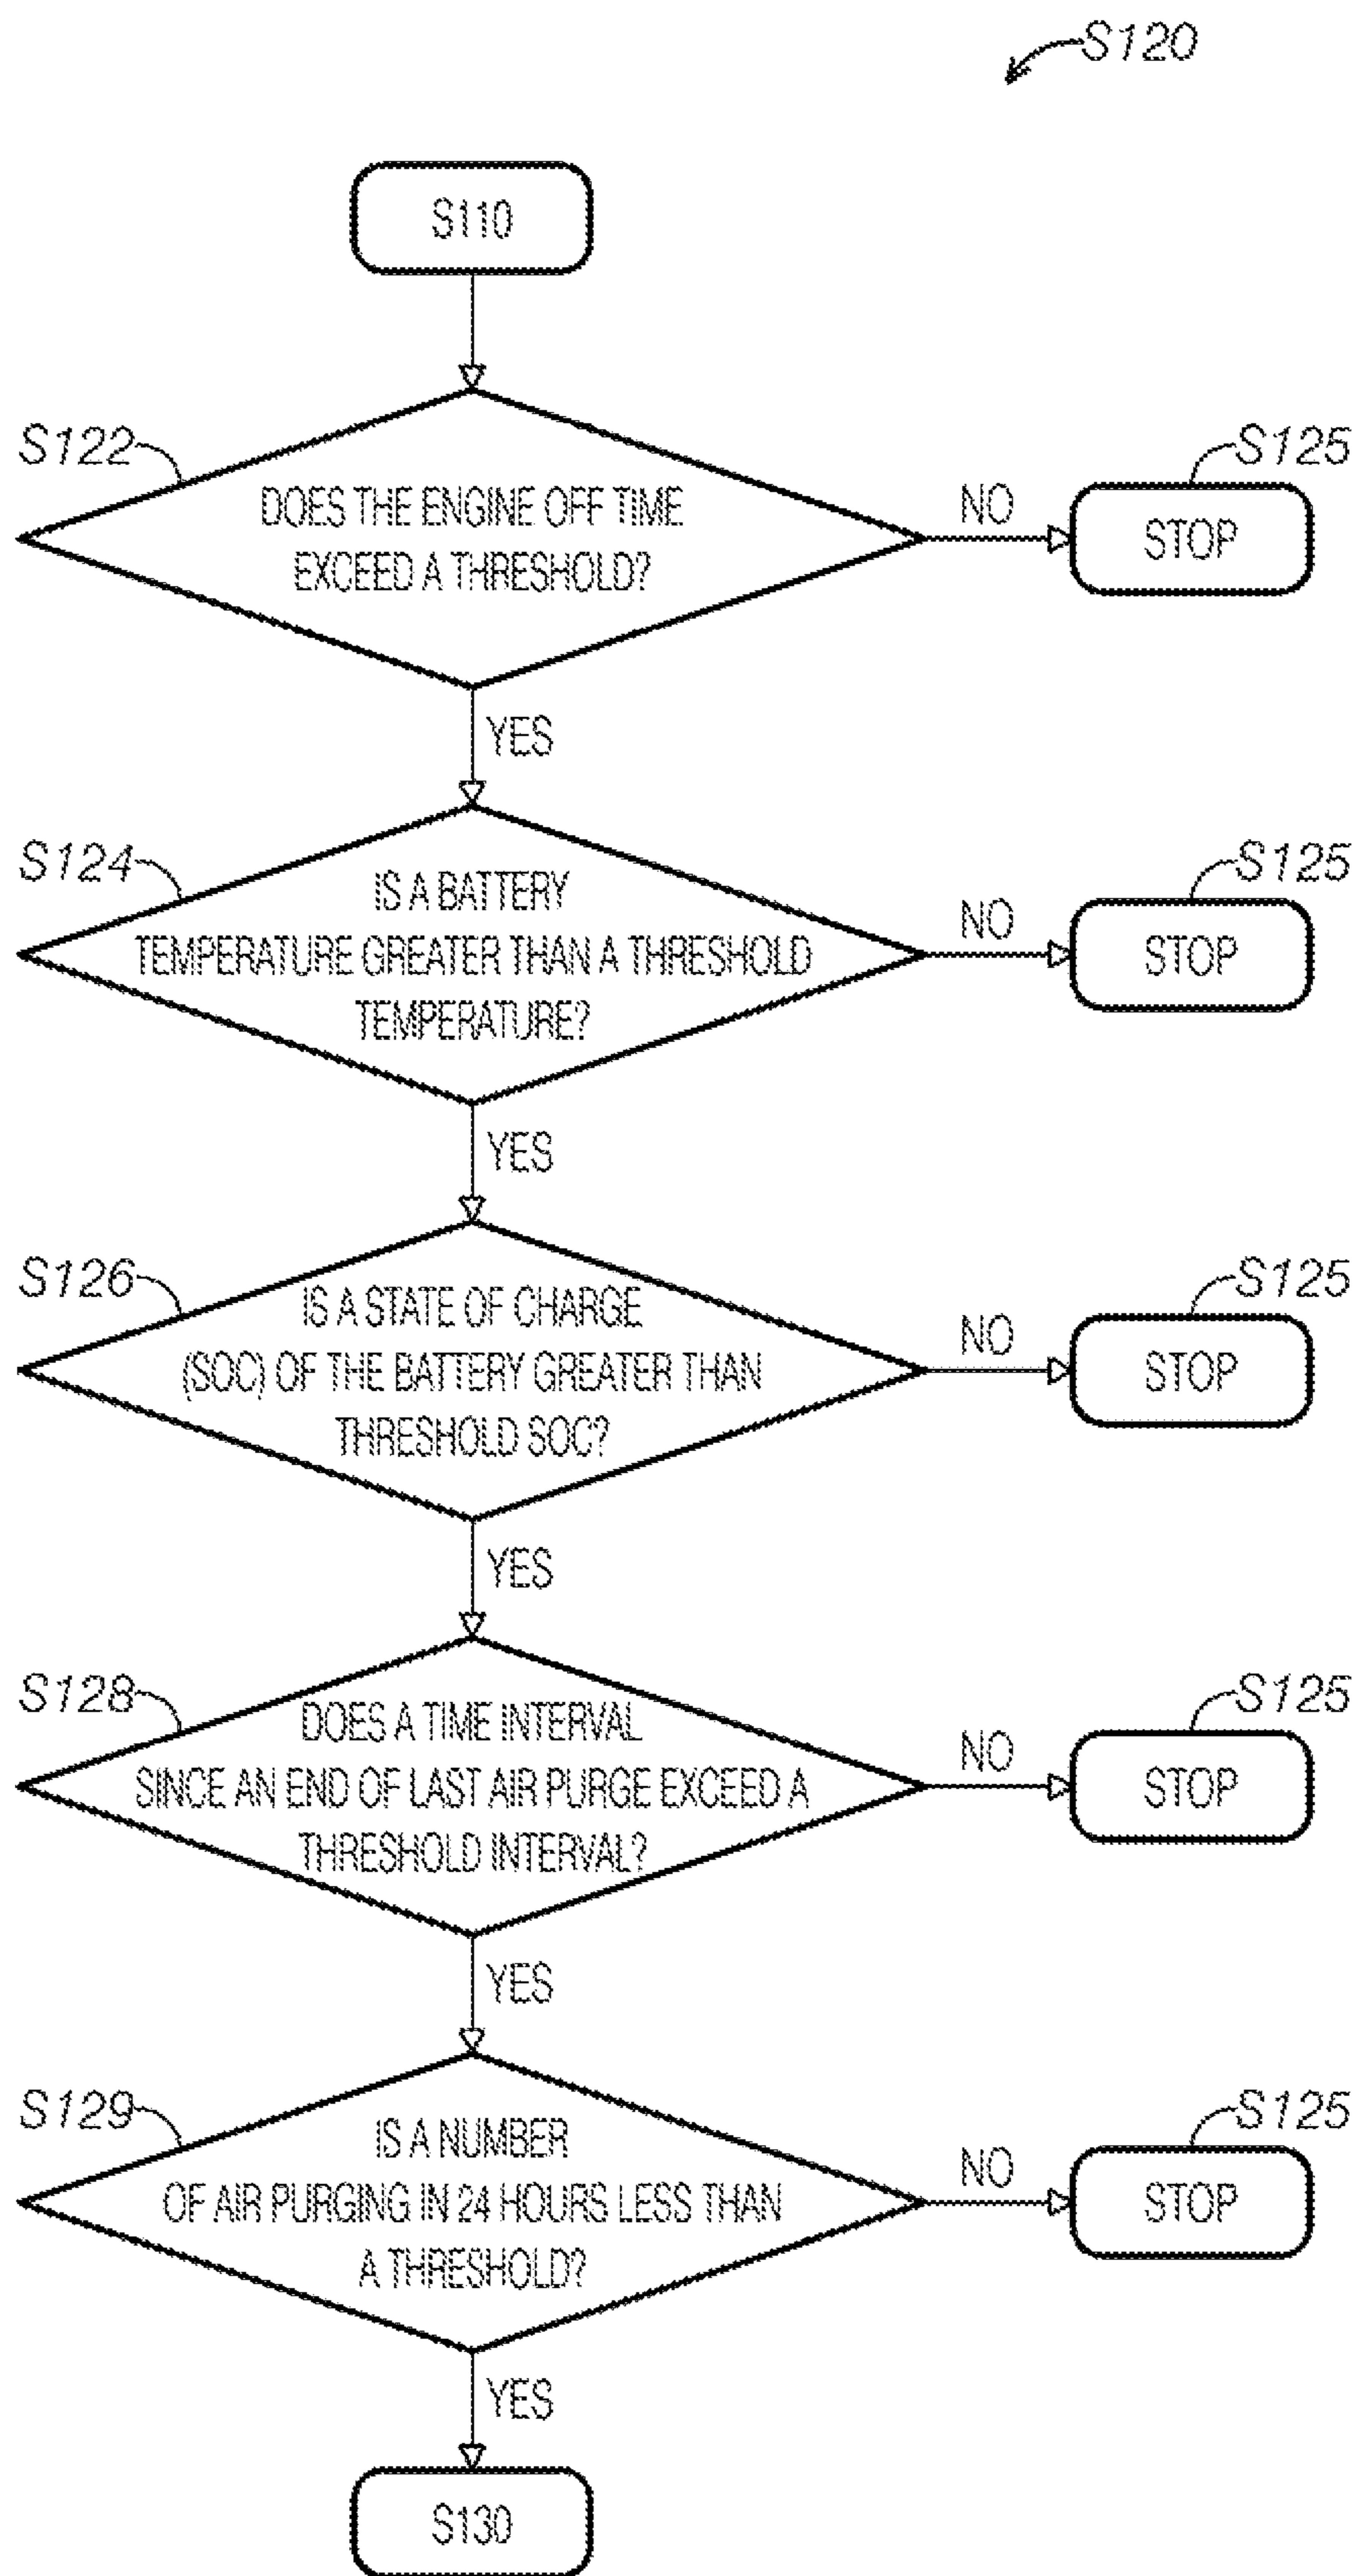 S120
S110
S122
DOES THE ENGINE OFF TIME
EXCEED A THRESHOLD?
NO
S125
STOP
YES
S124
IS A BATTERY
TEMPERATURE GREATER THAN A THRESHOLD
TEMPERATURE?
NO
S125
STOP
YES
S126
IS A STATE OF CHARGE
(SOC) OF THE BATTERY GREATER THAN
THRESHOLD SOC?
NO
S125
STOP
YES
S128
DOES A TIME INTERVAL
SINCE AN END OF LAST AIR PURGE EXCEED A
THRESHOLD INTERVAL?
NO
S125
STOP
YES
S129
IS A NUMBER
OF AIR PURGING IN 24 HOURS LESS THAN
A THRESHOLD?
NO
S125
STOP
YES
S130